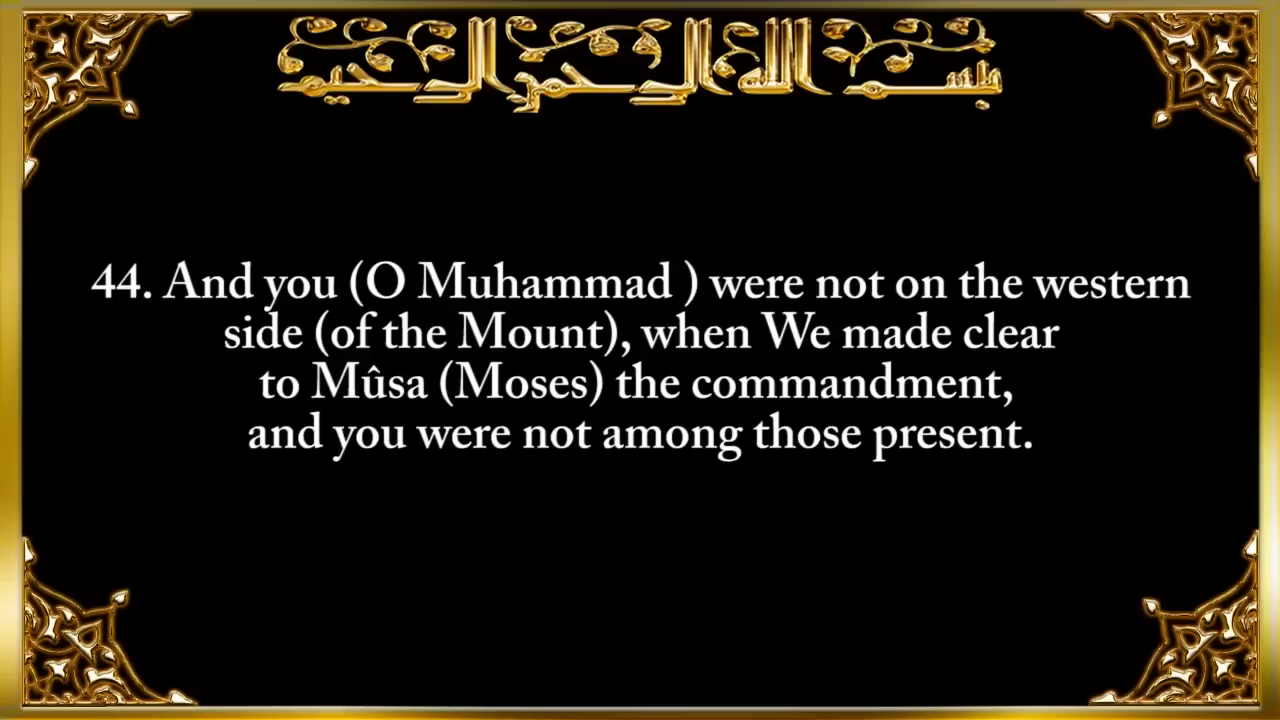 بسم الله الرحمن الرحيم
44. And you (O Muhammad ) were not on the western
side (of the Mount), when We made clear
to Mûsa (Moses) the commandment,
and you were not among those present.